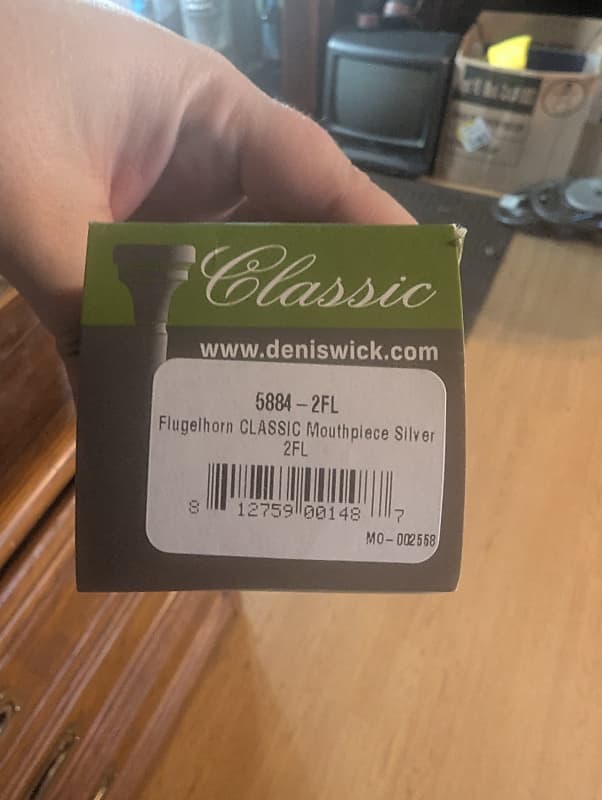 Classic
www.deniswick.com
5884-2FL
Flugelhorn CLASSIC Mouthpiece Silver
2FL
8 12759 00148 7
MO-002558